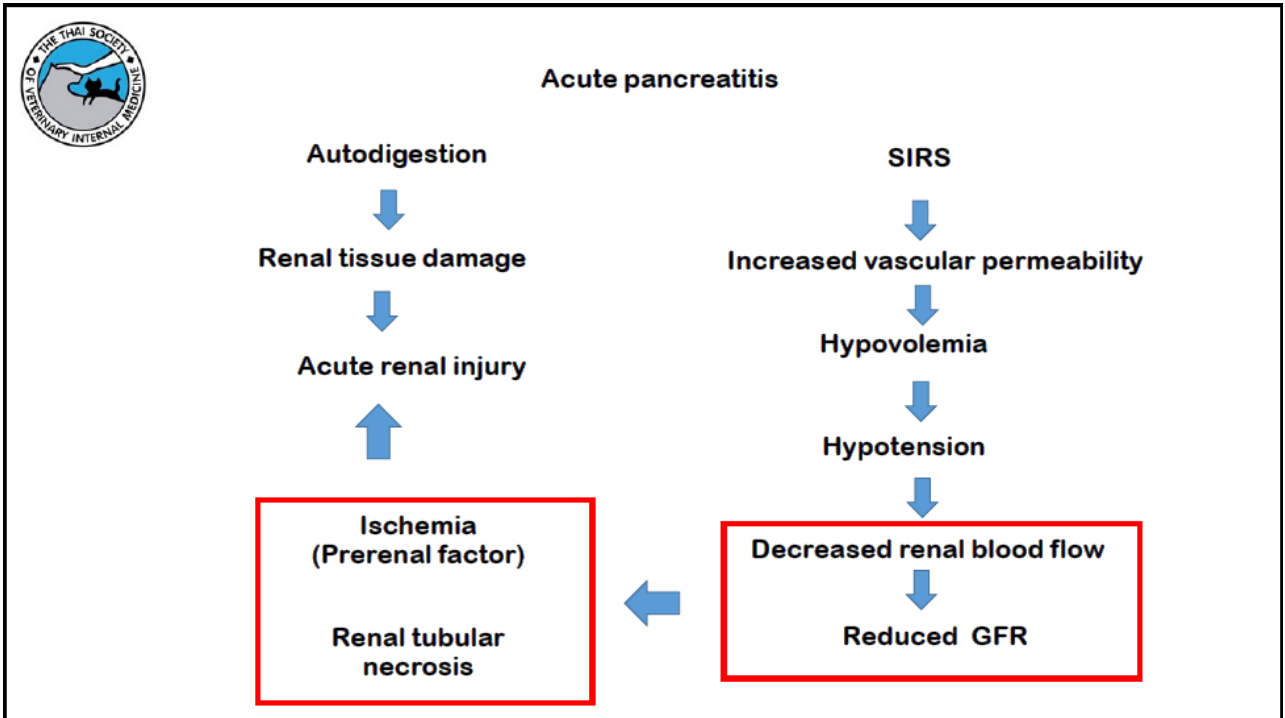 THE THAI SOCIETY
OF VETERINARY INTERNAL MEDICINE
Acute pancreatitis
Autodigestion
Renal tissue damage
Acute renal injury
Ischemia
(Prerenal factor)
Renal tubular
necrosis
SIRS
Increased vascular permeability
Hypovolemia
Hypotension
Decreased renal blood flow
Reduced GFR